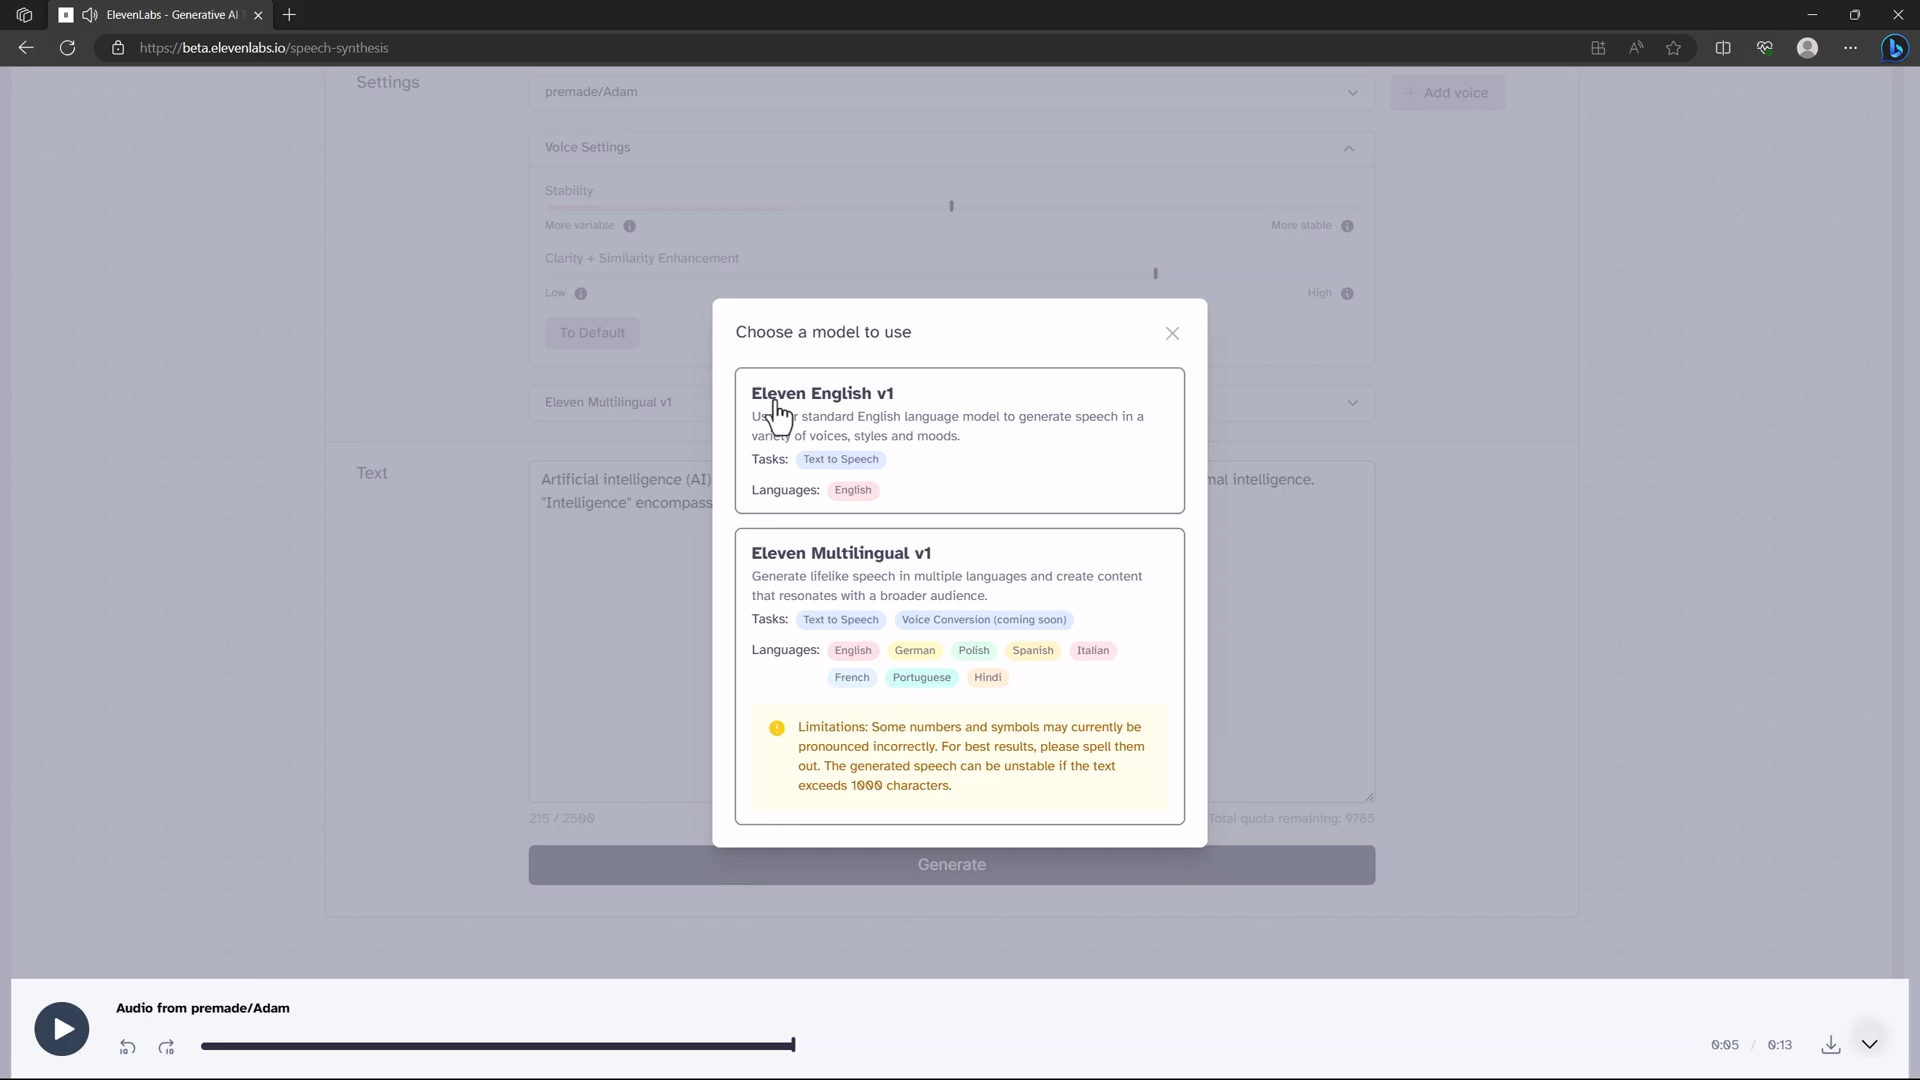 ElevenLabs - Generative AI
https://beta.elevenlabs.io/speech-synthesis
Settings
premade/Adam
+ Add voice
Voice Settings
Stability
More variable
More stable
Clarity + Similarity Enhancement
Low
High
To Default
Choose a model to use
Eleven English v1
standard English language model to generate speech in a
variety of voices, styles and moods.
Tasks: Text to Speech
Languages: English
Eleven Multilingual v1
Text
Artificial intelligence (AI)
intelligence.
"Intelligence"
Eleven Multilingual v1
Generate lifelike speech in multiple languages and create content
that resonates with a broader audience.
Tasks: Text to Speech Voice Conversion (coming soon)
Languages: English German Polish Spanish Italian
French Portuguese Hindi
Limitations: Some numbers and symbols may currently be
pronounced incorrectly. For best results, please spell them
out. The generated speech can be unstable if the text
exceeds 1000 characters.
215 / 2500
Total quota remaining: 9785
Generate
Audio from premade/Adam
10 10
0:05 / 0:13